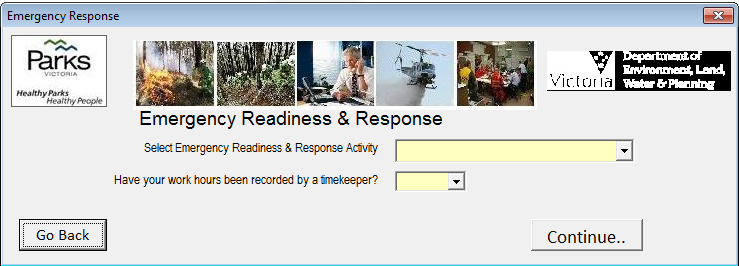 Emergency Response
Parks
VICTORIA
Healthy Parks
Healthy People
Victoria
Department of
Environment, Land,
Water & Planning
Emergency Readiness & Response
Select Emergency Readiness & Response Activity
Have your work hours been recorded by a timekeeper?
Go Back
Continue..